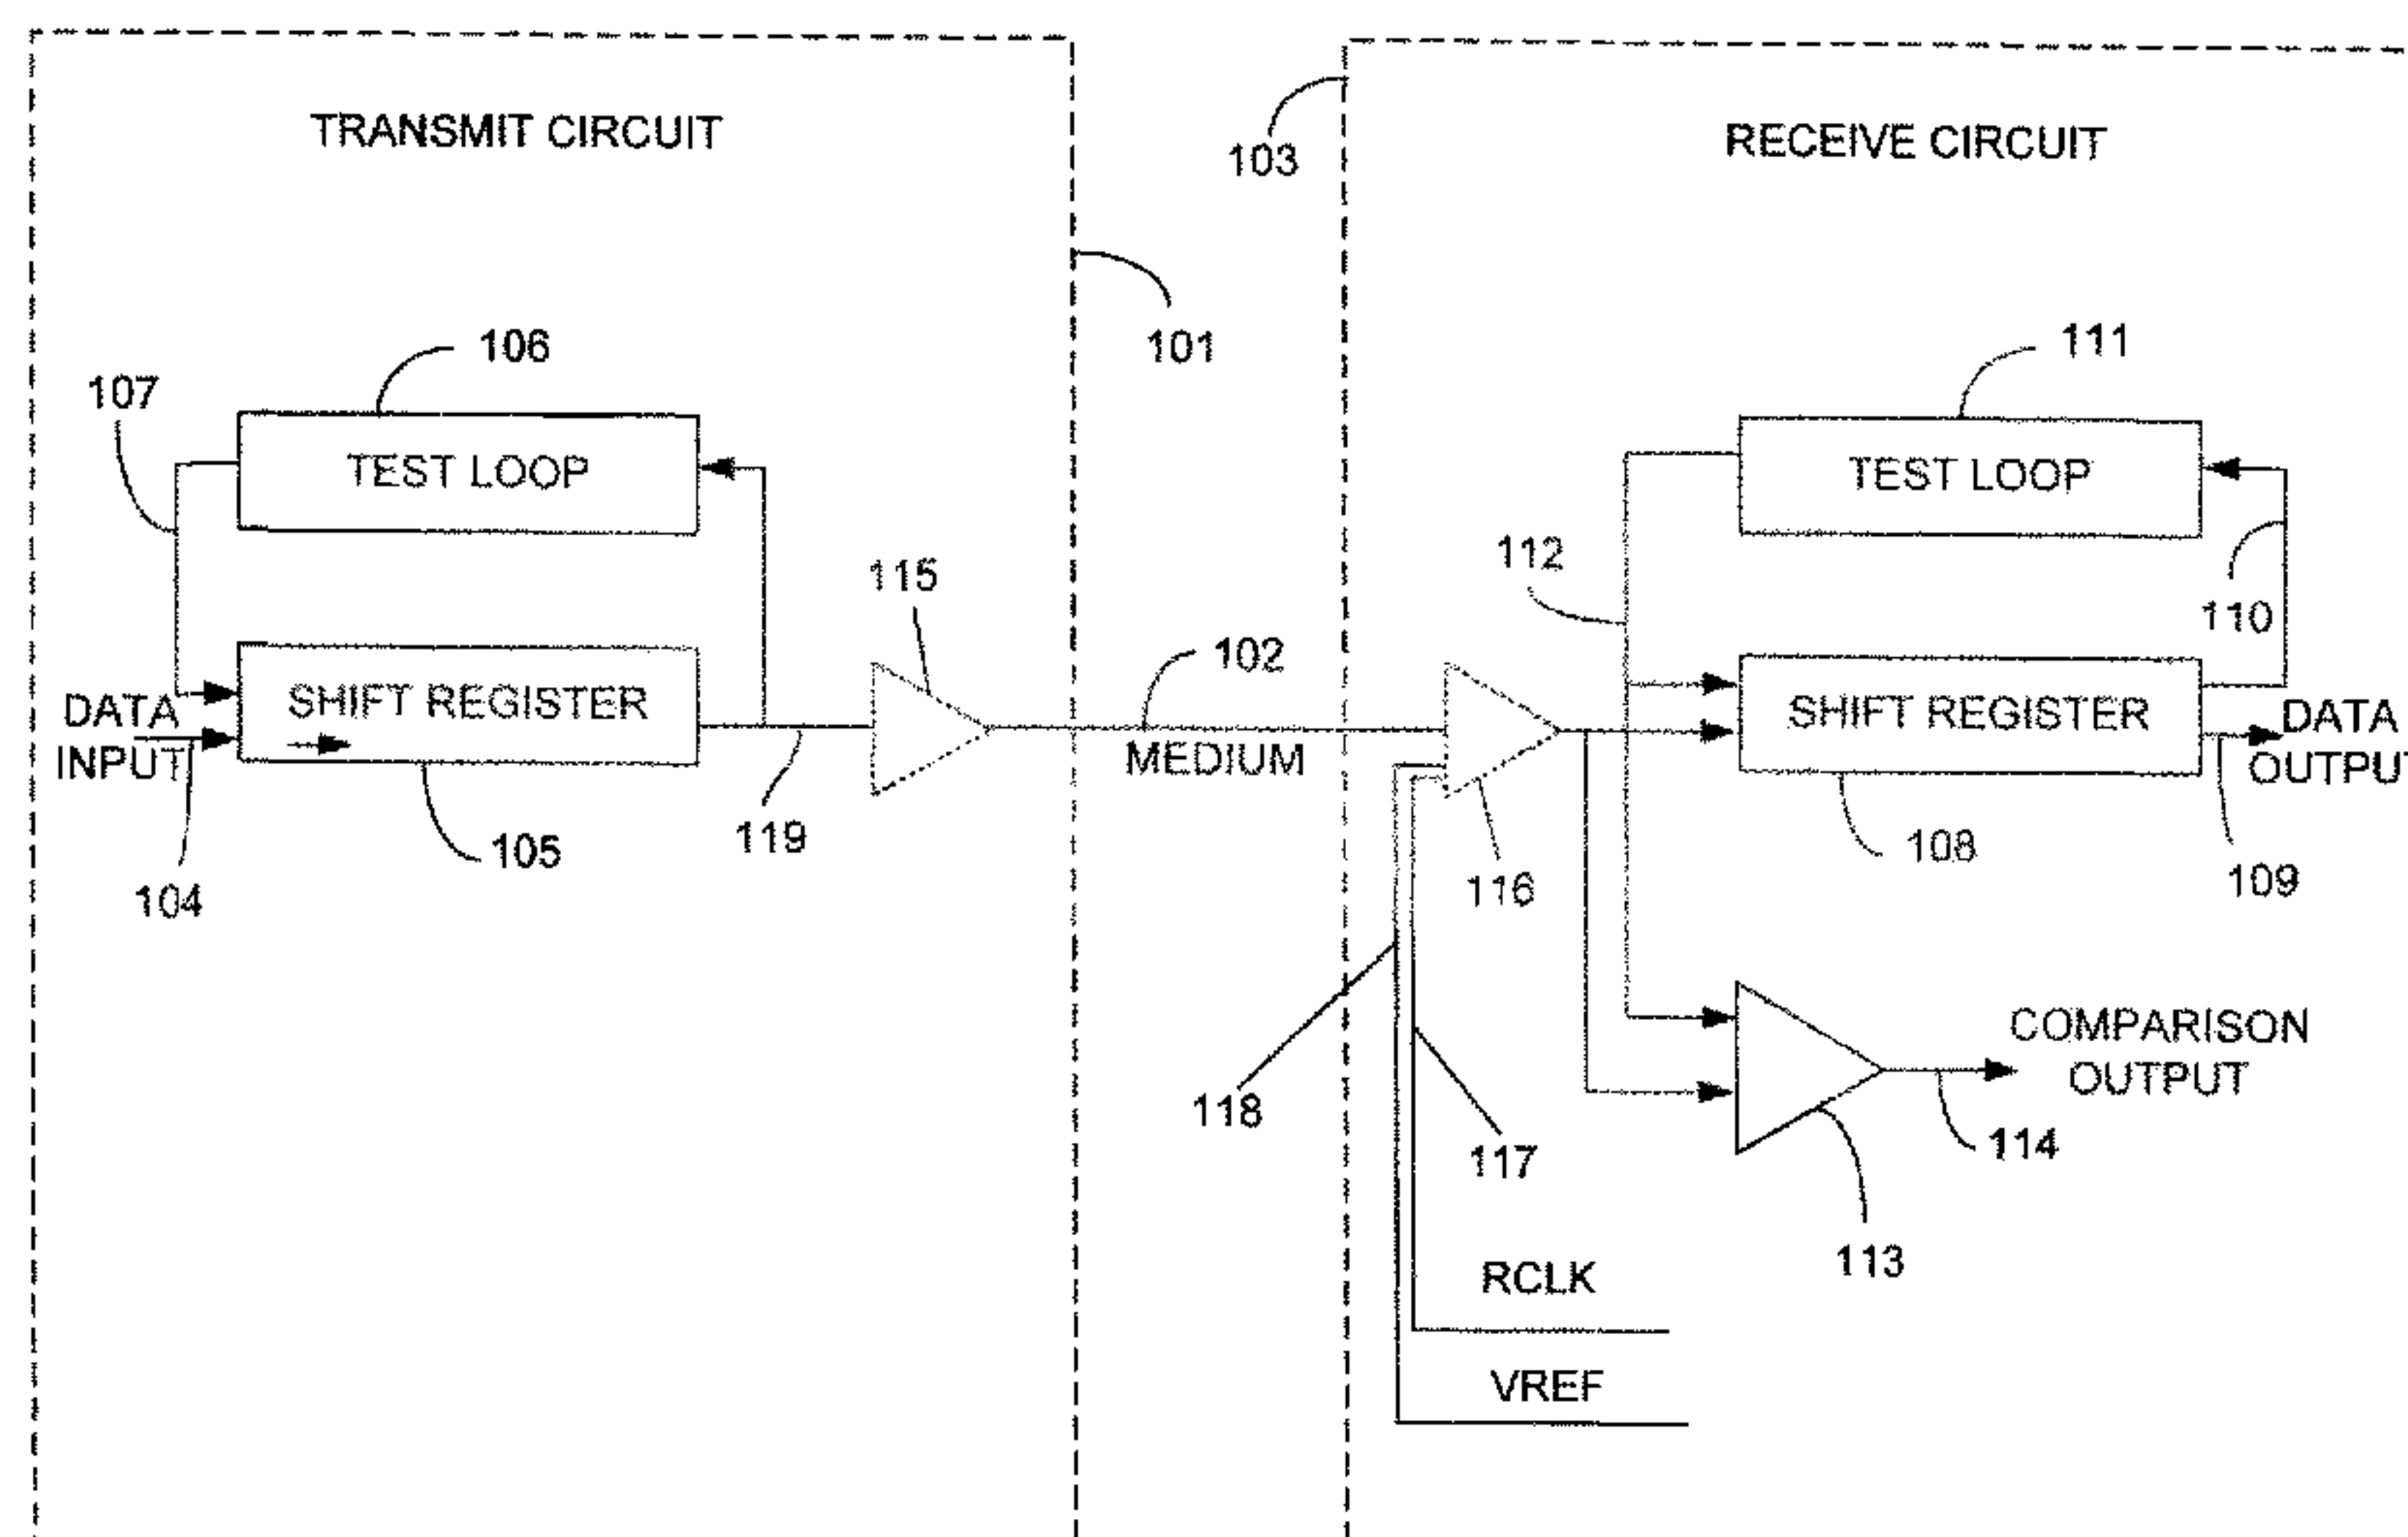 TRANSMIT CIRCUIT
103
RECEIVE CIRCUIT
101
106
107
TEST LOOP
111
TEST LOOP
115
112
110
102
SHIFT REGISTER
DATA
INPUT
MEDIUM
SHIFT REGISTER
DATA
OUTPUT
119
105
104
116
108
109
COMPARISON
OUTPUT
118
117
114
113
RCLK
VREF